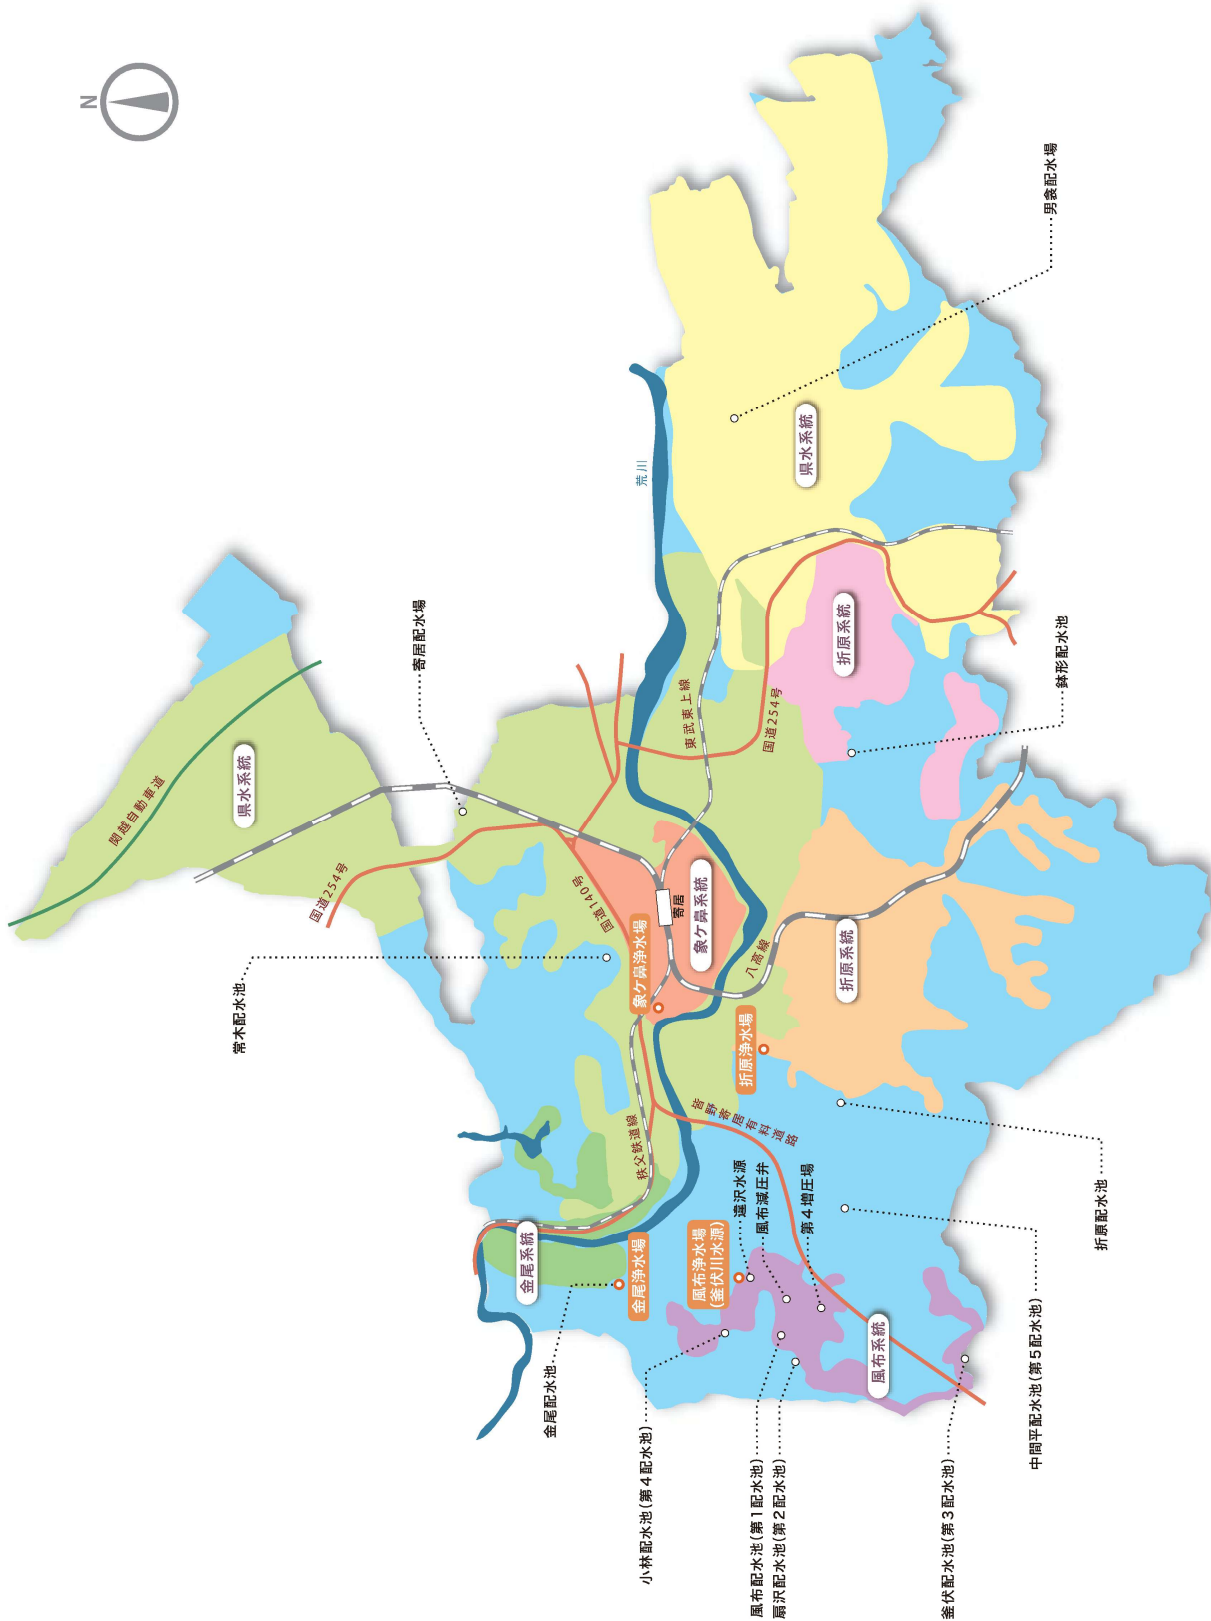 N
関越自動車道
県水系統
国道254号
寄居配水場
常木配水池
国道140号
荒川
男衾配水場
県水系統
東武東上線
国道254号
折原系統
鉢形配水池
寄居
象ケ鼻系統
象ケ鼻浄水場
八高線
折原系統
折原浄水場
秩父鉄道線
皆野寄居有料道路
金尾系統
金尾浄水場
金尾配水池
風布浄水場
(釜伏川水源)
違沢水源
風布減圧弁
第4増圧場
風布系統
小林配水池(第4配水池)
風布配水池(第1配水池)
扇沢配水池(第2配水池)
釜伏配水池(第3配水池)
中間平配水池(第5配水池)
折原配水池